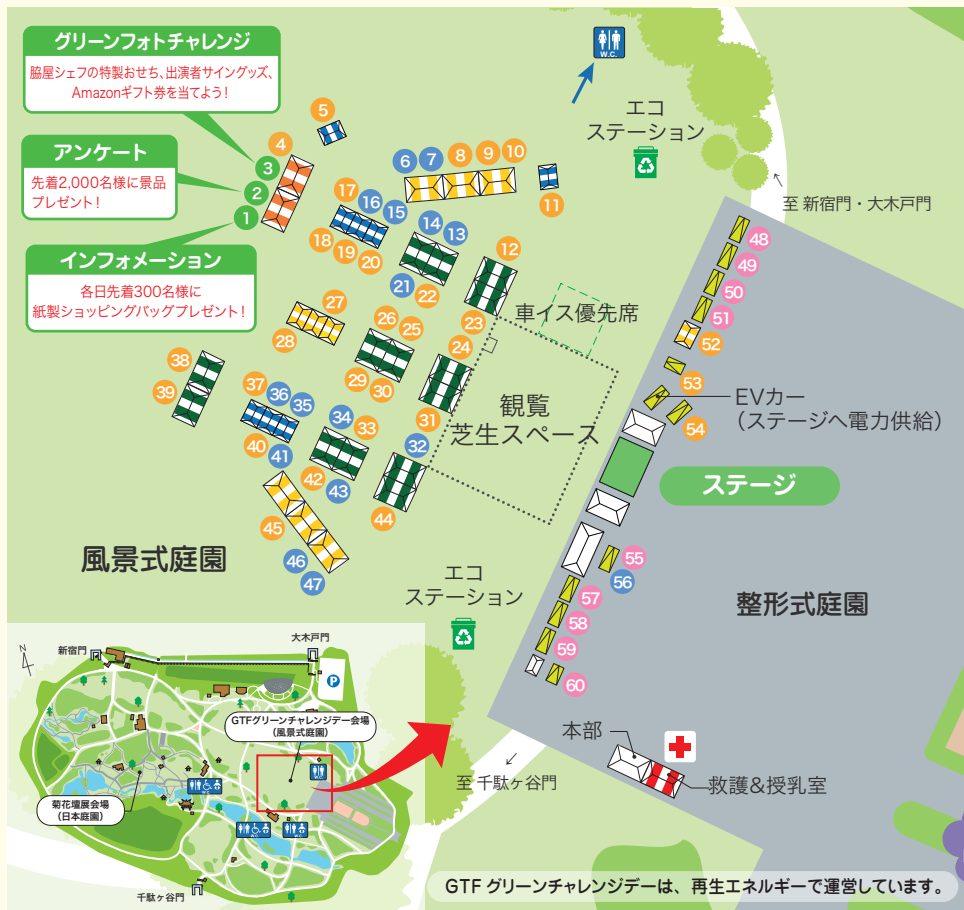 グリーンフォトチャレンジ
脇屋シェフの特製おせち、出演者サイングッズ、
Amazonギフト券を当てよう！
アンケート
先着2,000名様に景品
プレゼント！
インフォメーション
各日先着300名様に
紙製ショッピングバッグプレゼント！
W.C.
エコ
ステーション
至 新宿門・大木戸門
1
2
3
4
5
6
7
8
9
10
11
12
13
14
15
16
17
18
19
20
21
22
23
24
25
26
27
28
29
30
31
32
33
34
35
36
37
38
39
40
41
42
43
44
45
46
47
48
49
50
51
52
53
54
55
56
57
58
59
60
車イス優先席
観覧
芝生スペース
EVカー
（ステージへ電力供給）
ステージ
風景式庭園
整形式庭園
エコ
ステーション
本部
救護&授乳室
至 千駄ヶ谷門
N
新宿門
大木戸門
P
GTFグリーンチャレンジデー会場
（風景式庭園）
菊花壇展会場
（日本庭園）
千駄ヶ谷門
GTF グリーンチャレンジデーは、再生エネルギーで運営しています。